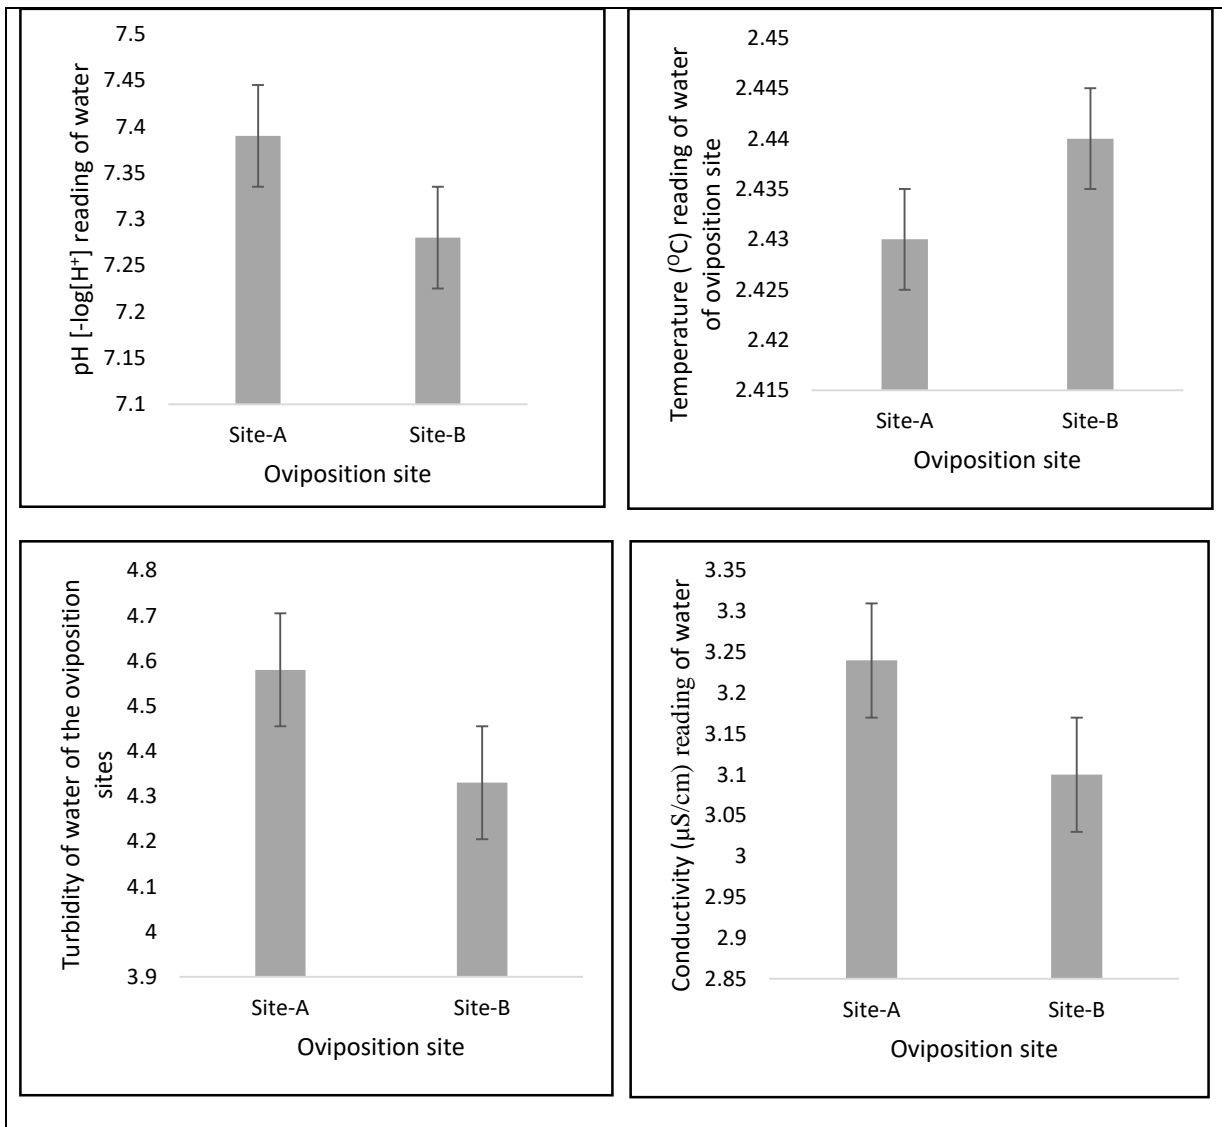 pH [-log[H⁺] reading of water
7.5
7.45
7.4
7.35
7.3
7.25
7.2
7.15
7.1
Site-A Site-B
Oviposition site
Temperature (⁰C) reading of water
of oviposition site
2.45
2.445
2.44
2.435
2.43
2.425
2.42
2.415
Site-A Site-B
Oviposition site
Turbidity of water of the oviposition
sites
4.8
4.7
4.6
4.5
4.4
4.3
4.2
4.1
4
3.9
Site-A Site-B
Oviposition site
Conductivity (µS/cm) reading of water
3.35
3.3
3.25
3.2
3.15
3.1
3.05
3
2.95
2.9
2.85
Site-A Site-B
Oviposition site